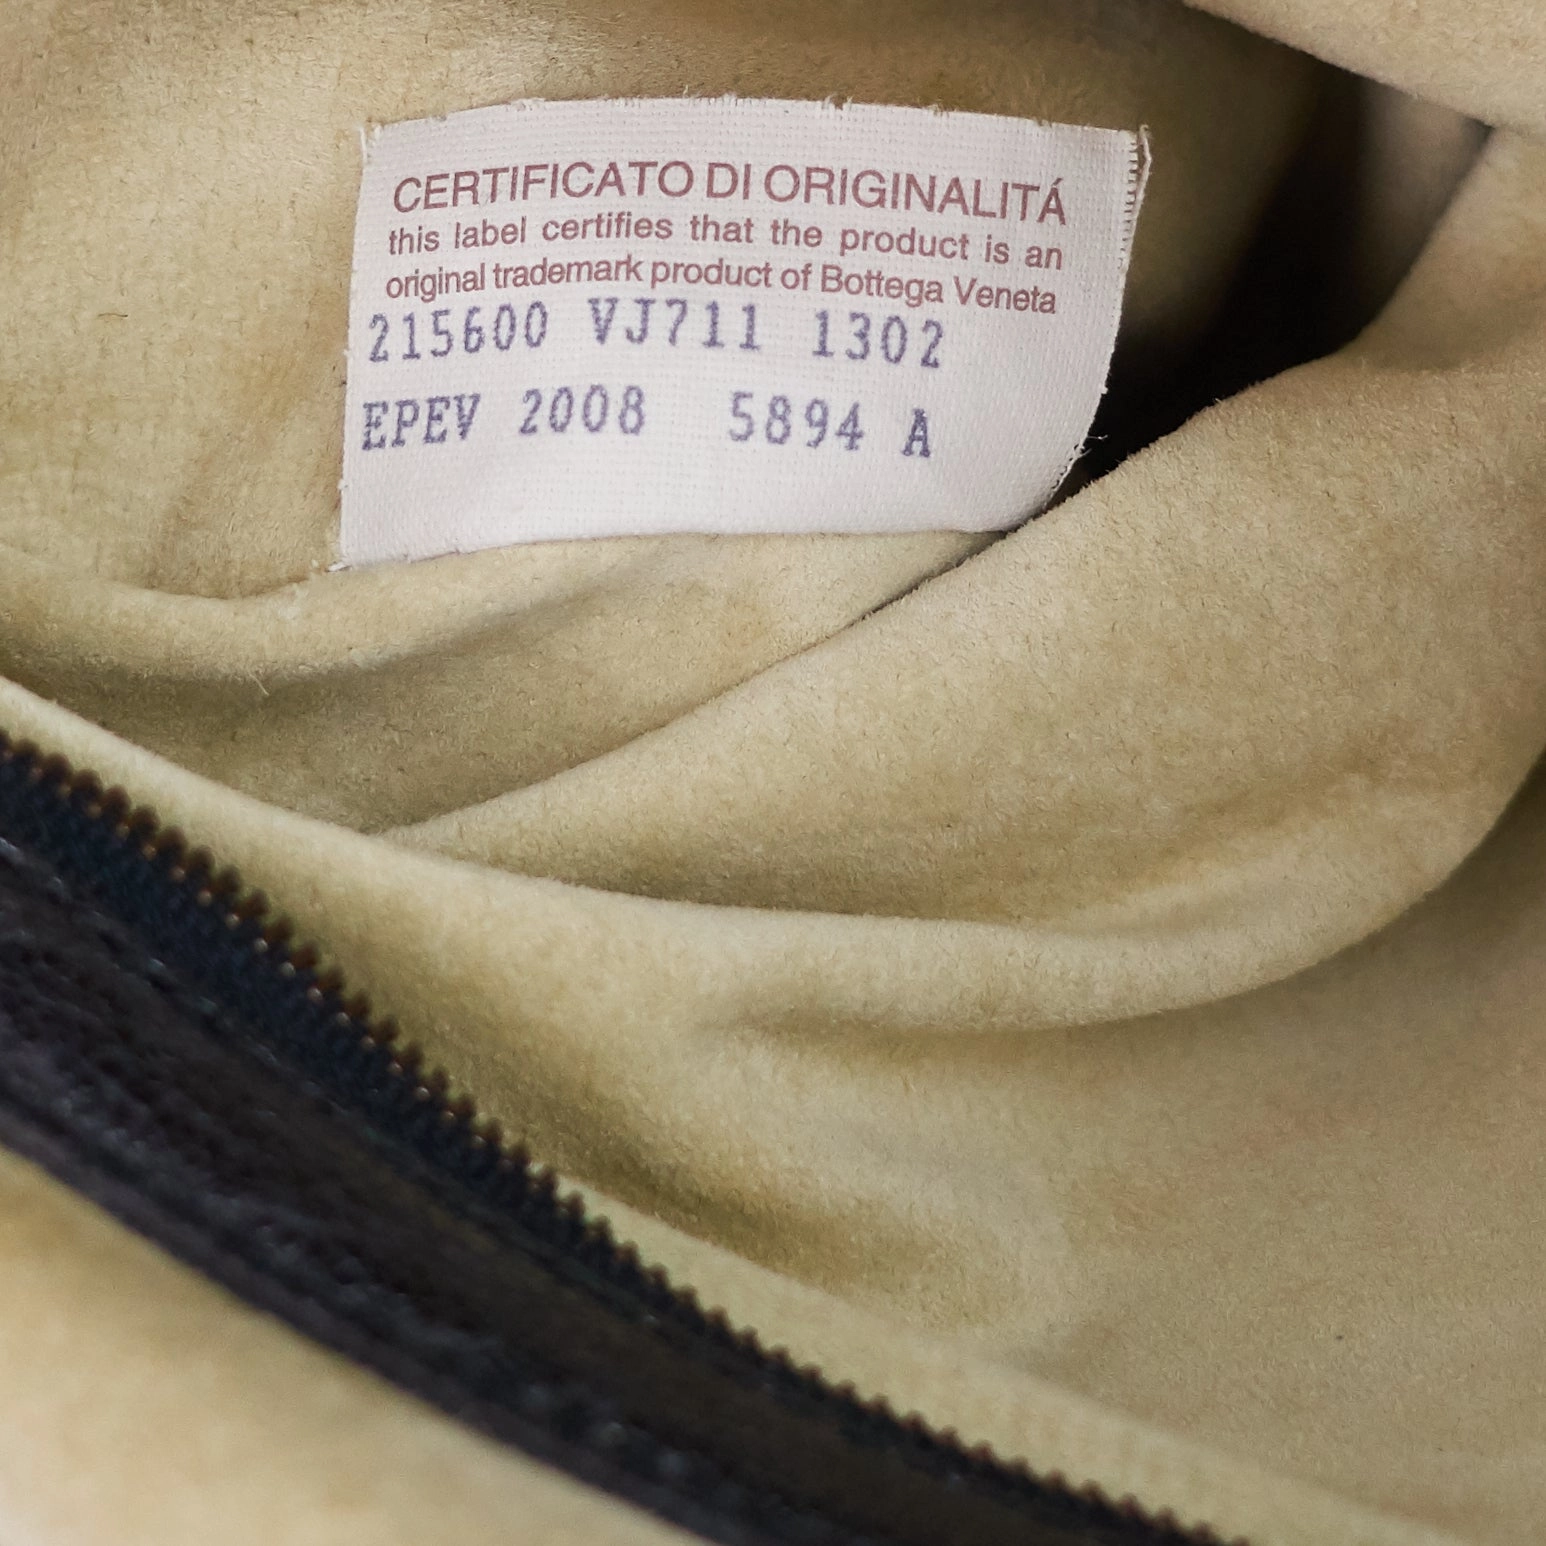 CERTIFICATO DI ORIGINALITÁ
this label certifies that the product is an
original trademark product of Bottega Veneta
215600 VJ711 1302
EPEV 2008 5894 A